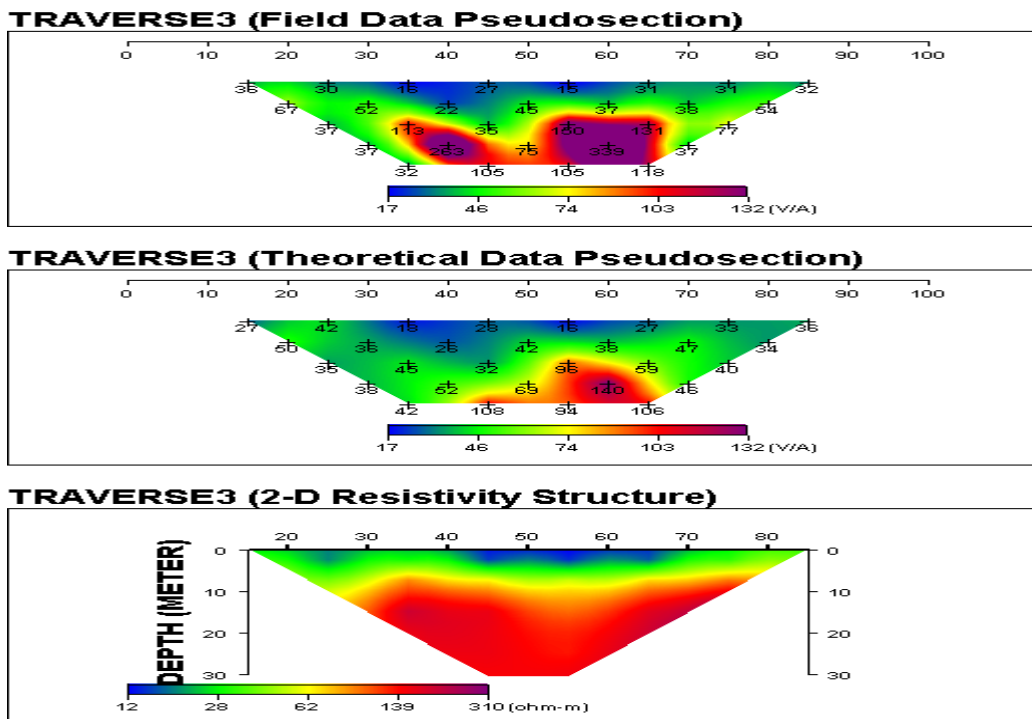 TRAVERSE3 (Field Data Pseudosection)
0 10 20 30 40 50 60 70 80 90 100
36 30 16 27 15 31 31 32
67 52 22 45 37 38 54
37 113 35 160 131 77
37 263 75 339 37
32 105 105 118
17 46 74 103 132 (V/A)
TRAVERSE3 (Theoretical Data Pseudosection)
0 10 20 30 40 50 60 70 80 90 100
27 42 18 28 16 27 33 36
50 36 26 42 38 47 34
35 45 32 96 59 40
38 52 69 140 46
42 108 94 106
17 46 74 103 132 (V/A)
TRAVERSE3 (2-D Resistivity Structure)
20 30 40 50 60 70 80
DEPTH (METER)
0 0
10 10
20 20
30 30
12 28 62 139 310 (ohm-m)